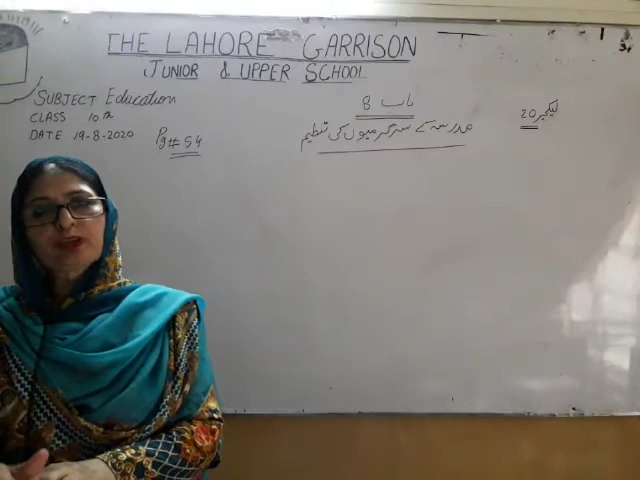 THE LAHORE GARRISON
JUNIOR & UPPER SCHOOL
SUBJECT Education
CLASS 10th
DATE 19-8-2020
Pg # 54
باب 8
لیکچر 20
مدرسہ کے سرگرمیوں کی تنظیم